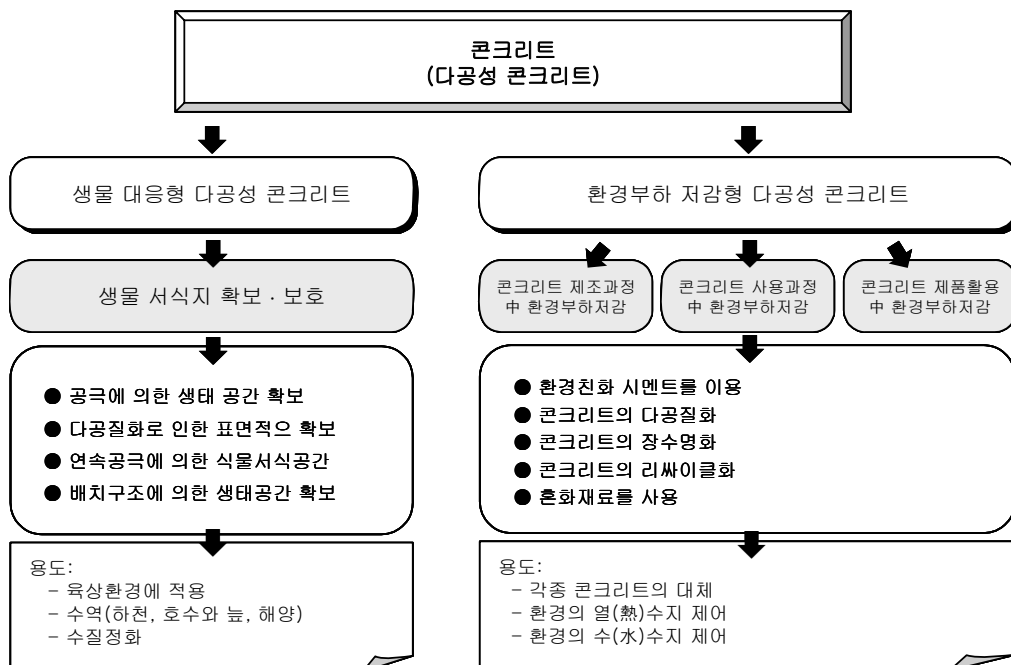 콘크리트
(다공성 콘크리트)
생물 대응형 다공성 콘크리트
생물 서식지 확보 · 보호
● 공극에 의한 생태 공간 확보
● 다공질화로 인한 표면적으 확보
● 연속공극에 의한 식물서식공간
● 배치구조에 의한 생태공간 확보
용도:
– 육상환경에 적용
– 수역(하천, 호수와 늪, 해양)
– 수질정화
환경부하 저감형 다공성 콘크리트
콘크리트 제조과정
中 환경부하저감
콘크리트 사용과정
中 환경부하저감
콘크리트 제품활용
中 환경부하저감
● 환경친화 시멘트를 이용
● 콘크리트의 다공질화
● 콘크리트의 장수명화
● 콘크리트의 리싸이클화
● 혼화재료를 사용
용도:
– 각종 콘크리트의 대체
– 환경의 열(熱)수지 제어
– 환경의 수(水)수지 제어